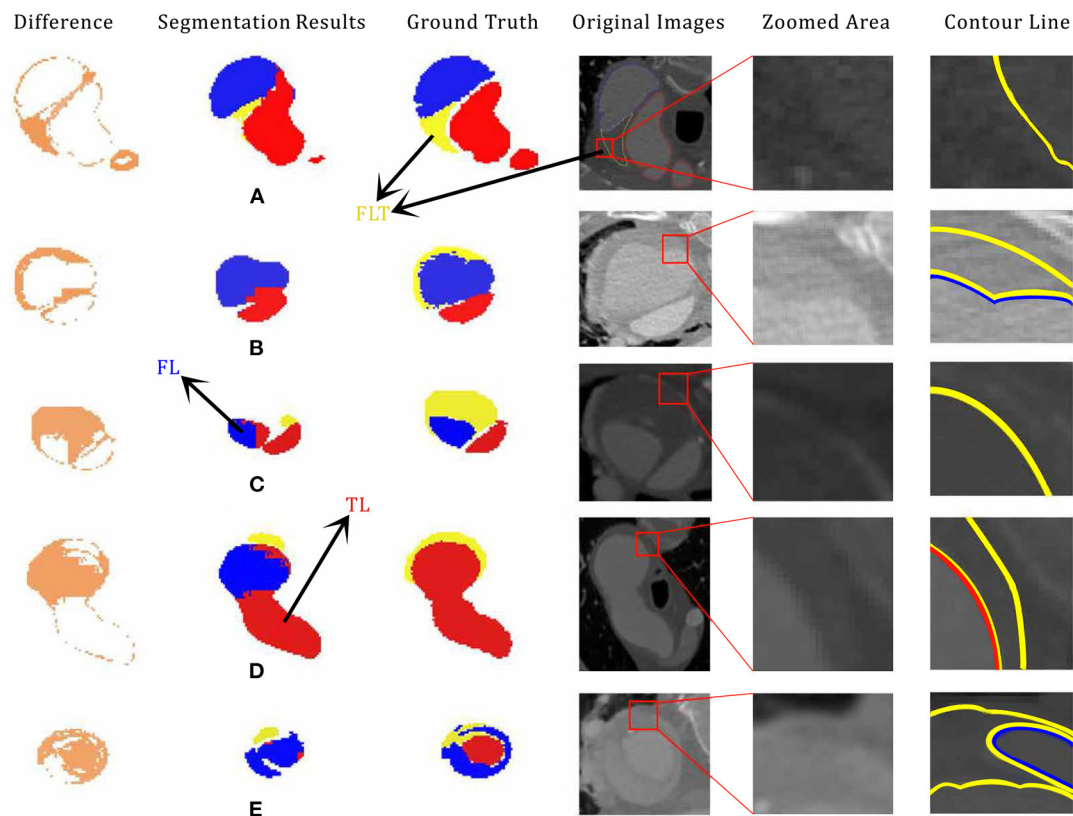 Difference
Segmentation Results
Ground Truth
Original Images
Zoomed Area
Contour Line
A
FLT
B
FL
C
TL
D
E